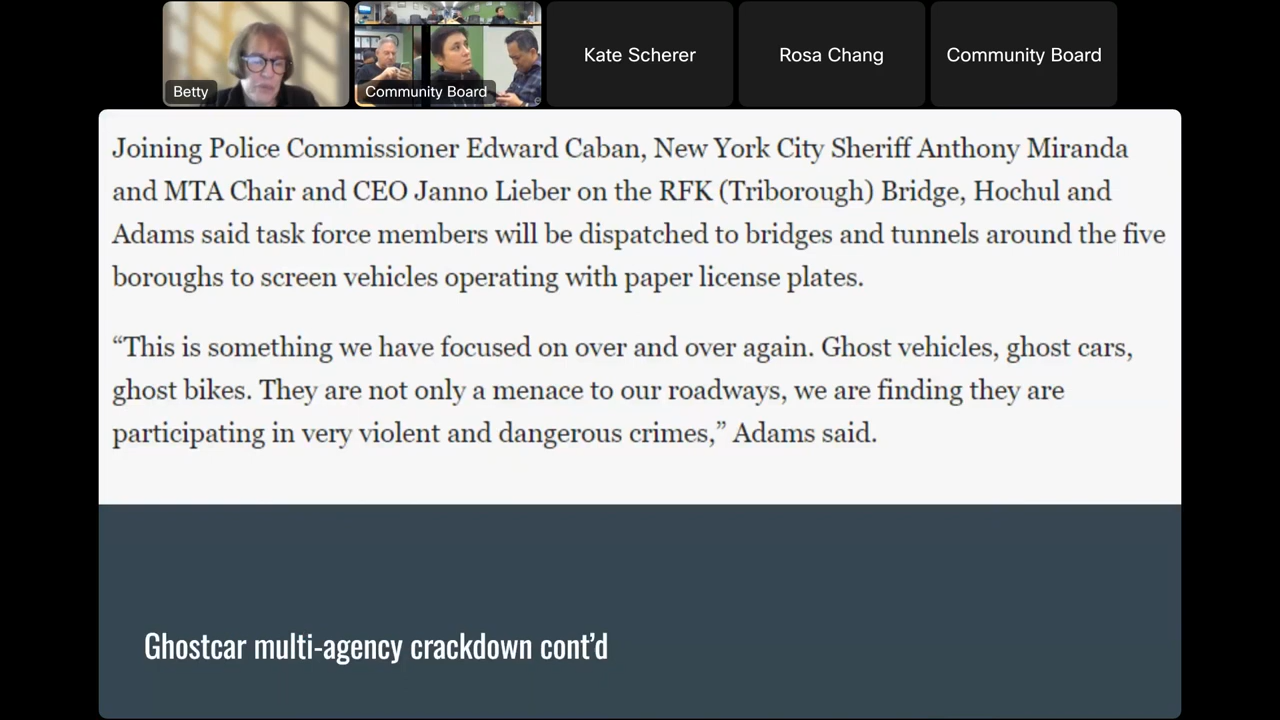 Betty
Community Board
Kate Scherer
Rosa Chang
Community Board
Joining Police Commissioner Edward Caban, New York City Sheriff Anthony Miranda
and MTA Chair and CEO Janno Lieber on the RFK (Triborough) Bridge, Hochul and
Adams said task force members will be dispatched to bridges and tunnels around the five
boroughs to screen vehicles operating with paper license plates.
“This is something we have focused on over and over again. Ghost vehicles, ghost cars,
ghost bikes. They are not only a menace to our roadways, we are finding they are
participating in very violent and dangerous crimes,” Adams said.
Ghostcar multi-agency crackdown cont’d